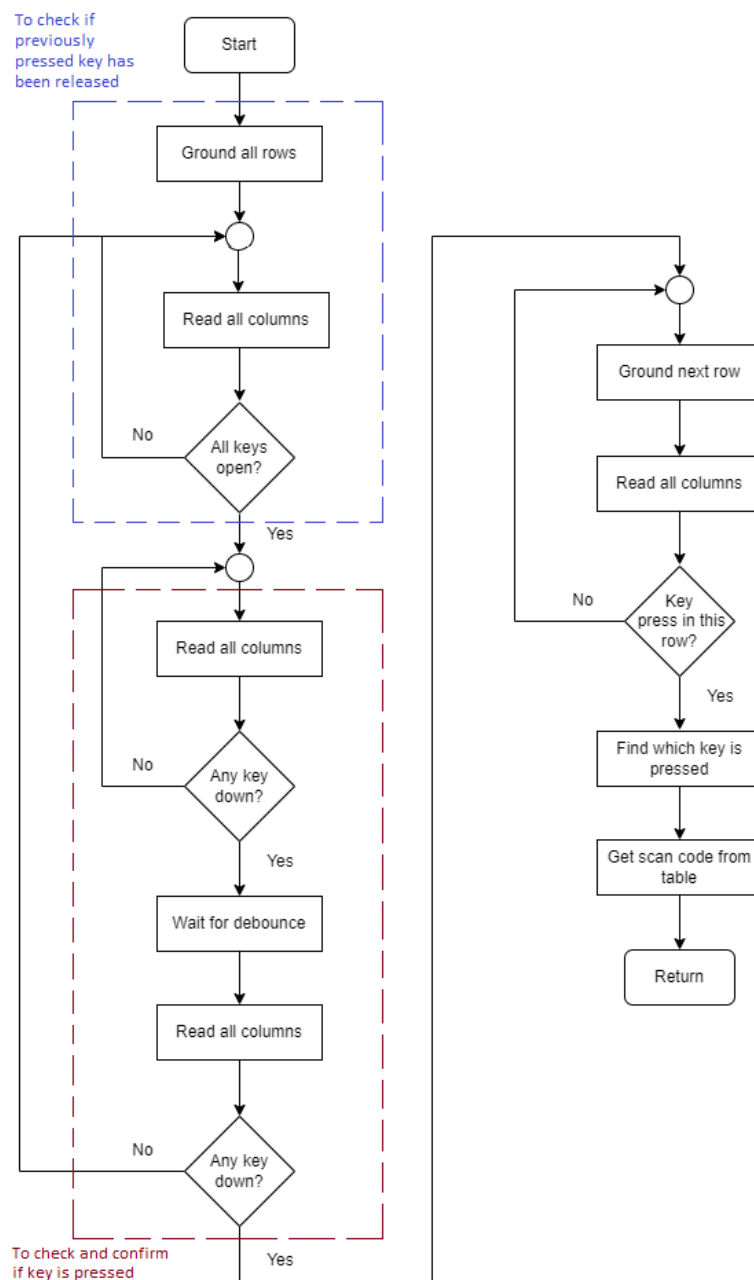 To check if
previously
pressed key has
been released
Start
Ground all rows
Read all columns
No
All keys
open?
Yes
Read all columns
No
Any key
down?
Yes
Wait for debounce
Read all columns
No
Any key
down?
To check and confirm
if key is pressed
Yes
Ground next row
Read all columns
No
Key
press in this
row?
Yes
Find which key is
pressed
Get scan code from
table
Return